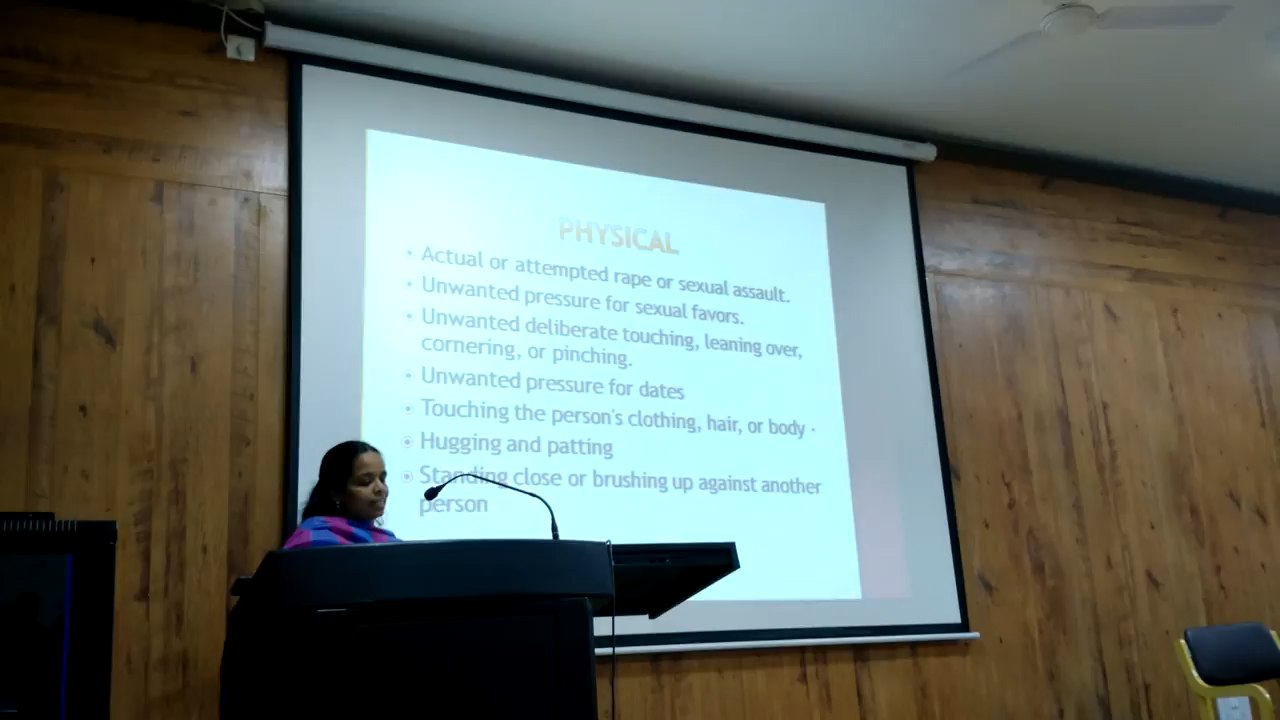 PHYSICAL
Actual or attempted rape or sexual assault.
Unwanted pressure for sexual favors.
Unwanted deliberate touching, leaning over,
cornering, or pinching.
Unwanted pressure for dates
Touching the person's clothing, hair, or body ·
Hugging and patting
Standing close or brushing up against another
person